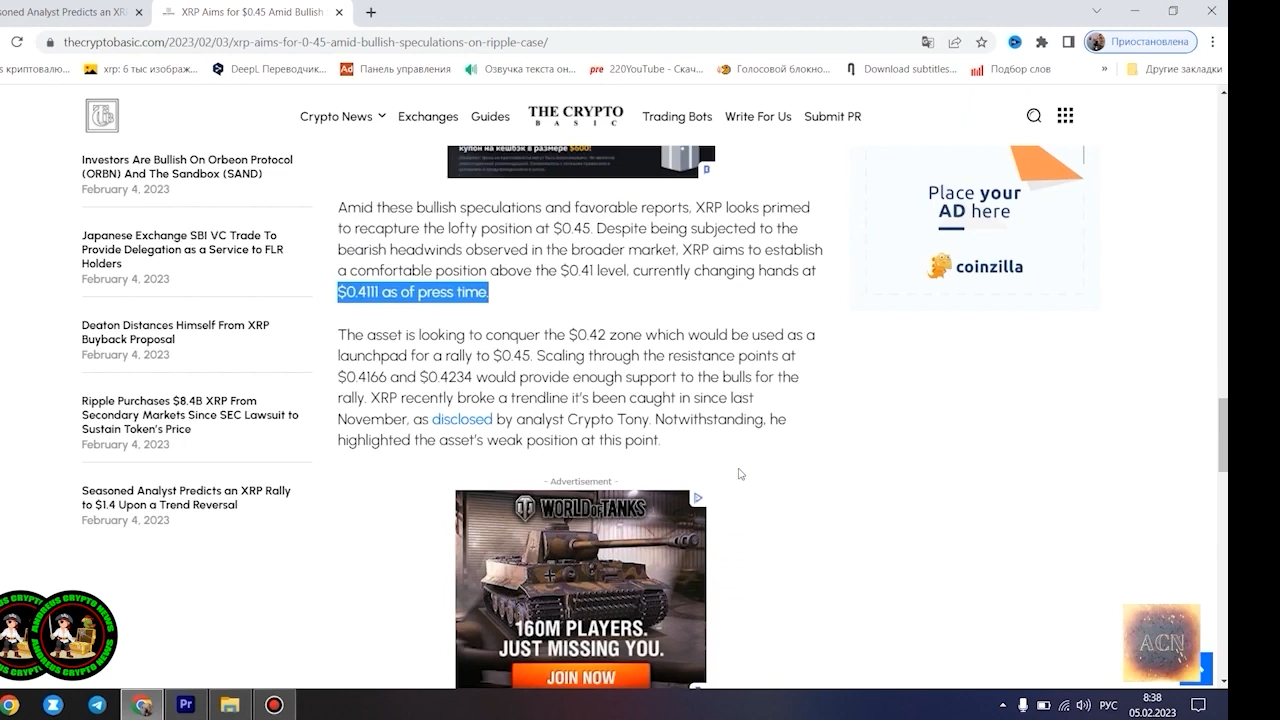 soned Analyst Predicts an XR
XRP Aims for $0.45 Amid Bullish
thecryptobasic.com/2023/02/03/xrp-aims-for-0-45-amid-bullish-speculations-on-ripple-case/
Приостановлена
s криптовалю...
xrp: 6 тыс изображ...
DeepL Переводчик...
Ad
Панель управления
Озвучка текста он...
pre
220YouTube - Скач...
Голосовой блокно...
Download subtitles...
Подбор слов
»
Другие закладки
Crypto News
Exchanges
Guides
THE CRYPTO
BASIC
Trading Bots
Write For Us
Submit PR
Investors Are Bullish On Orbeon Protocol
(ORBN) And The Sandbox (SAND)
February 4, 2023
Japanese Exchange SBI VC Trade To
Provide Delegation as a Service to FLR
Holders
February 4, 2023
Deaton Distances Himself From XRP
Buyback Proposal
February 4, 2023
Ripple Purchases $8.4B XRP From
Secondary Markets Since SEC Lawsuit to
Sustain Token's Price
February 4, 2023
Seasoned Analyst Predicts an XRP Rally
to $1.4 Upon a Trend Reversal
February 4, 2023
купон на кешбэк в размере $600!
Amid these bullish speculations and favorable reports, XRP looks primed
to recapture the lofty position at $0.45. Despite being subjected to the
bearish headwinds observed in the broader market, XRP aims to establish
a comfortable position above the $0.41 level, currently changing hands at
$0.4111 as of press time.
The asset is looking to conquer the $0.42 zone which would be used as a
launchpad for a rally to $0.45. Scaling through the resistance points at
$0.4166 and $0.4234 would provide enough support to the bulls for the
rally. XRP recently broke a trendline it's been caught in since last
November, as disclosed by analyst Crypto Tony. Notwithstanding, he
highlighted the asset's weak position at this point.
- Advertisement -
WORLD OF TANKS
160M PLAYERS.
JUST MISSING YOU.
JOIN NOW
Place your
AD here
coinzilla
ANDREUS CRYPTO NEWS
ACN
Pr
РУС
8:38
05.02.2023